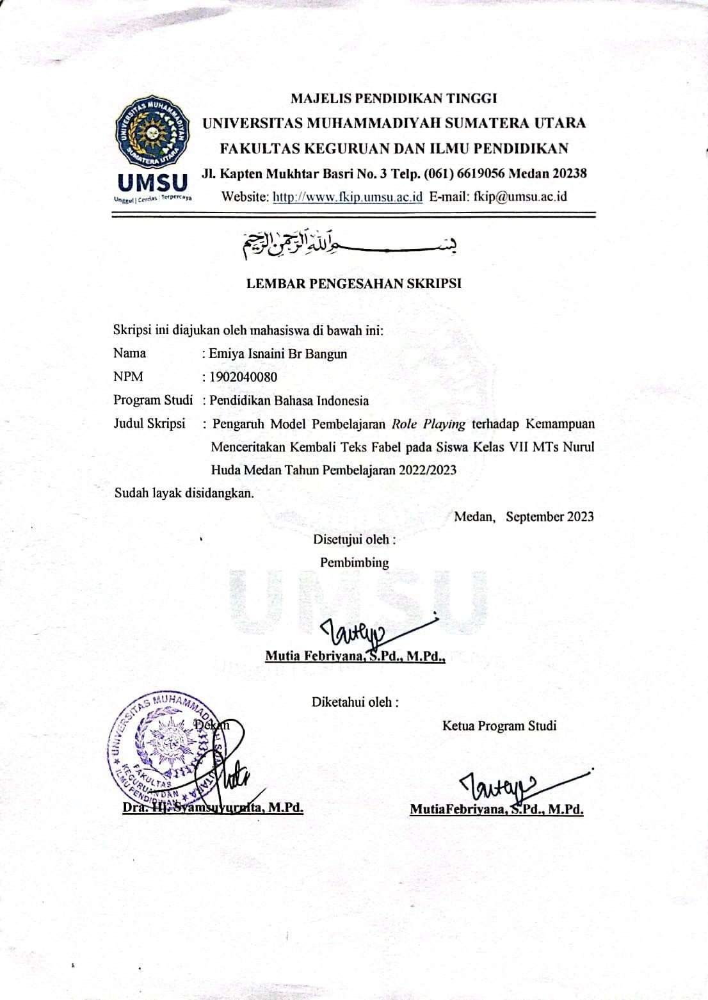 UNIVERSITAS MUHAMMADIYAH
SUMATERA UTARA
UMSU
Unggul | Cerdas | Terpercaya
MAJELIS PENDIDIKAN TINGGI
UNIVERSITAS MUHAMMADIYAH SUMATERA UTARA
FAKULTAS KEGURUAN DAN ILMU PENDIDIKAN
Jl. Kapten Mukhtar Basri No. 3 Telp. (061) 6619056 Medan 20238
Website: http://www.fkip.umsu.ac.id E-mail: fkip@umsu.ac.id
بسم الله الرحمن الرحيم
LEMBAR PENGESAHAN SKRIPSI
Skripsi ini diajukan oleh mahasiswa di bawah ini:
Nama : Emiya Isnaini Br Bangun
NPM : 1902040080
Program Studi : Pendidikan Bahasa Indonesia
Judul Skripsi : Pengaruh Model Pembelajaran Role Playing terhadap Kemampuan
Menceritakan Kembali Teks Fabel pada Siswa Kelas VII MTs Nurul
Huda Medan Tahun Pembelajaran 2022/2023
Sudah layak disidangkan.
Medan, September 2023
Disetujui oleh :
Pembimbing
UMSU
Mutia Febriyana, S.Pd., M.Pd.,
Diketahui oleh :
Dekan
Ketua Program Studi
UNIVERSITAS MUHAMMADIYAH SUMATERA UTARA
FAKULTAS
KEGURUAN DAN
ILMU PENDIDIKAN
Dra. Hj. Syamsuyurnita, M.Pd.
MutiaFebriyana, S.Pd., M.Pd.